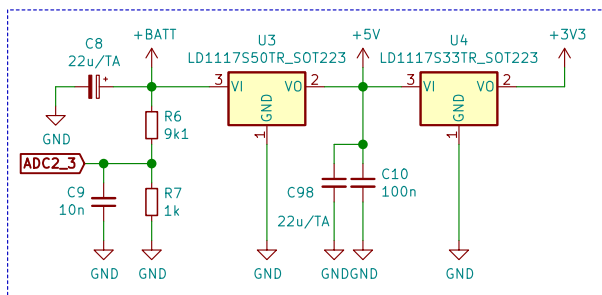 C8
22u/TA
+BATT
U3
LD1117S50TR_SOT223
+5V
U4
LD1117S33TR_SOT223
+3V3
3
VI
VO
2
GND
1
3
VI
VO
2
GND
1
GND
R6
9k1
ADC2_3
C9
10n
R7
1k
C98
22u/TA
C10
100n
GND
GND
GND
GND
GND
GND